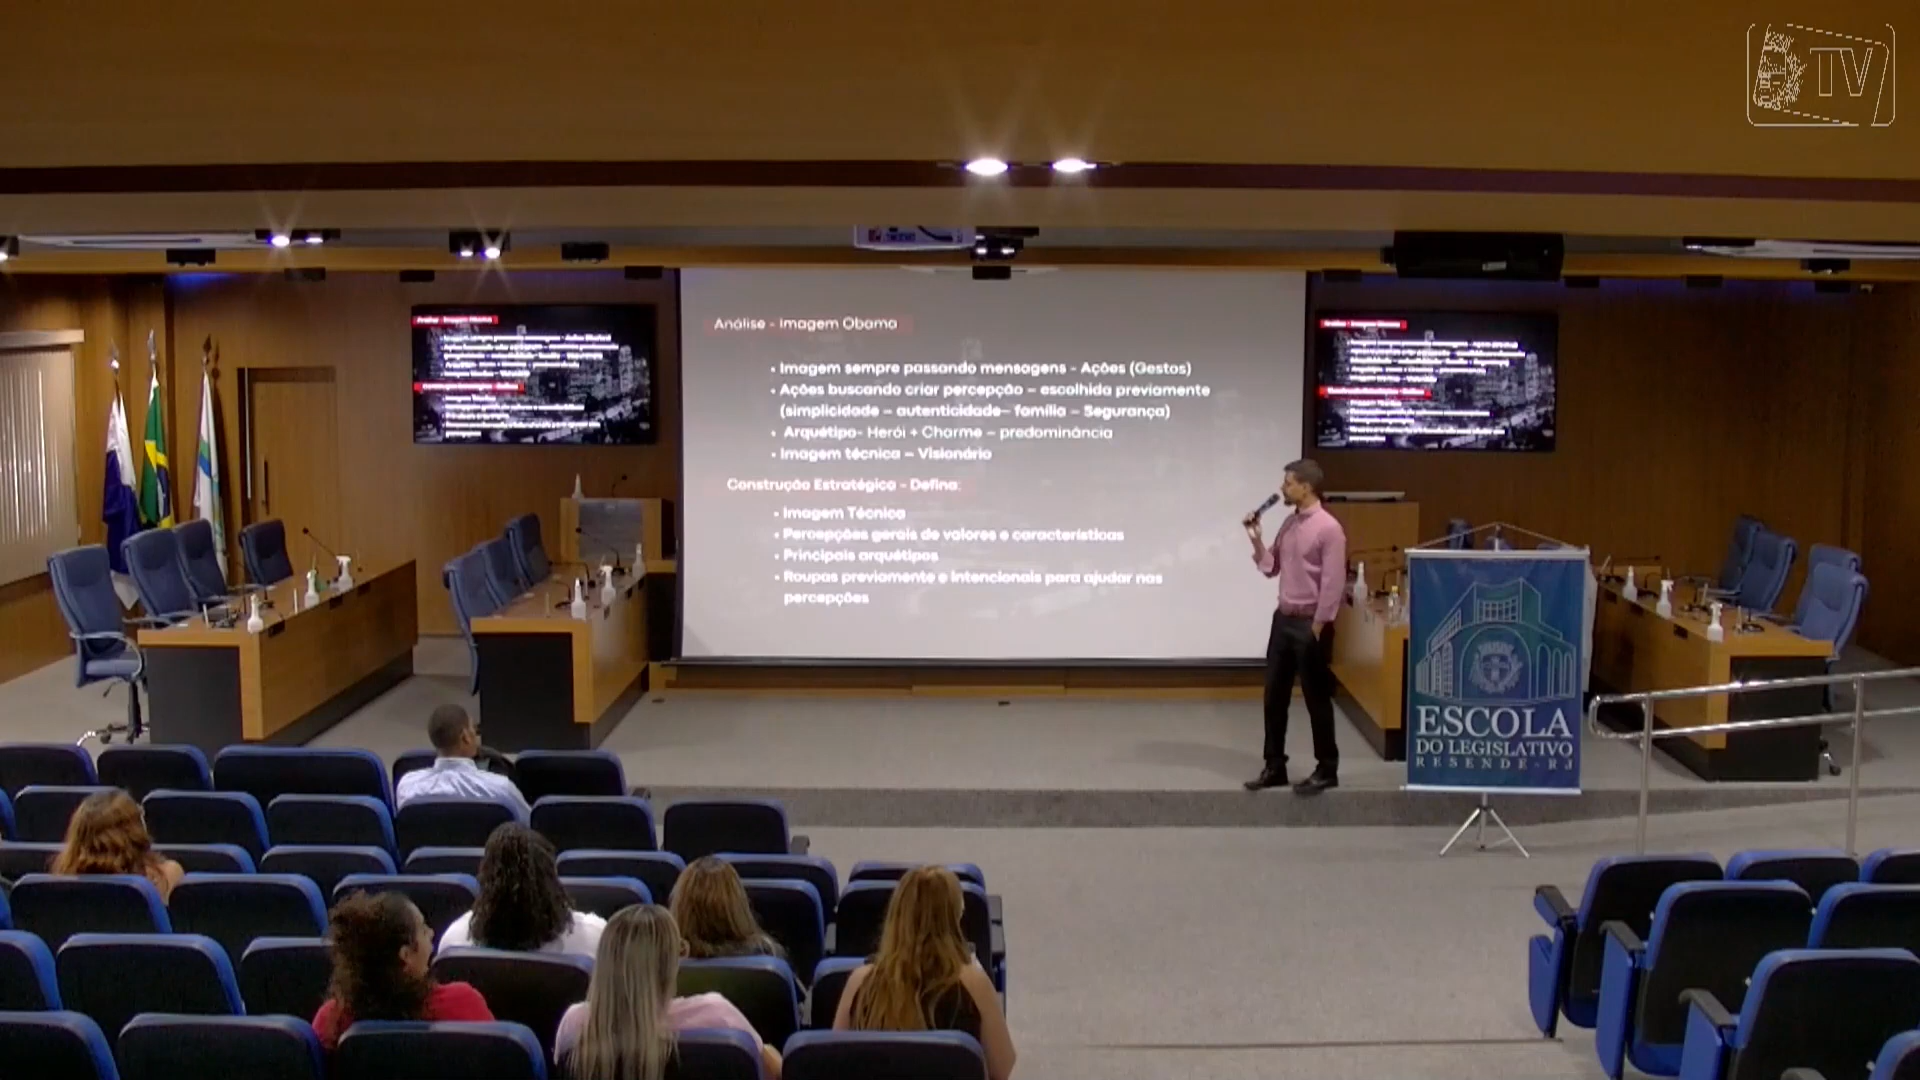 TV
Análise - Imagem Obama
• Imagem sempre passando mensagens - Ações (Gestos)
• Ações buscando criar percepção – escolhida previamente
(simplicidade – autenticidade– família – Segurança)
• Arquétipo- Herói + Charme – predominância
• Imagem técnica – Visionário
Construção Estratégica - Defina:
• Imagem Técnica
• Percepções gerais de valores e características
• Principais arquétipos
• Roupas previamente e intencionais para ajudar nas
percepções
ESCOLA
DO LEGISLATIVO
RESENDE-RJ